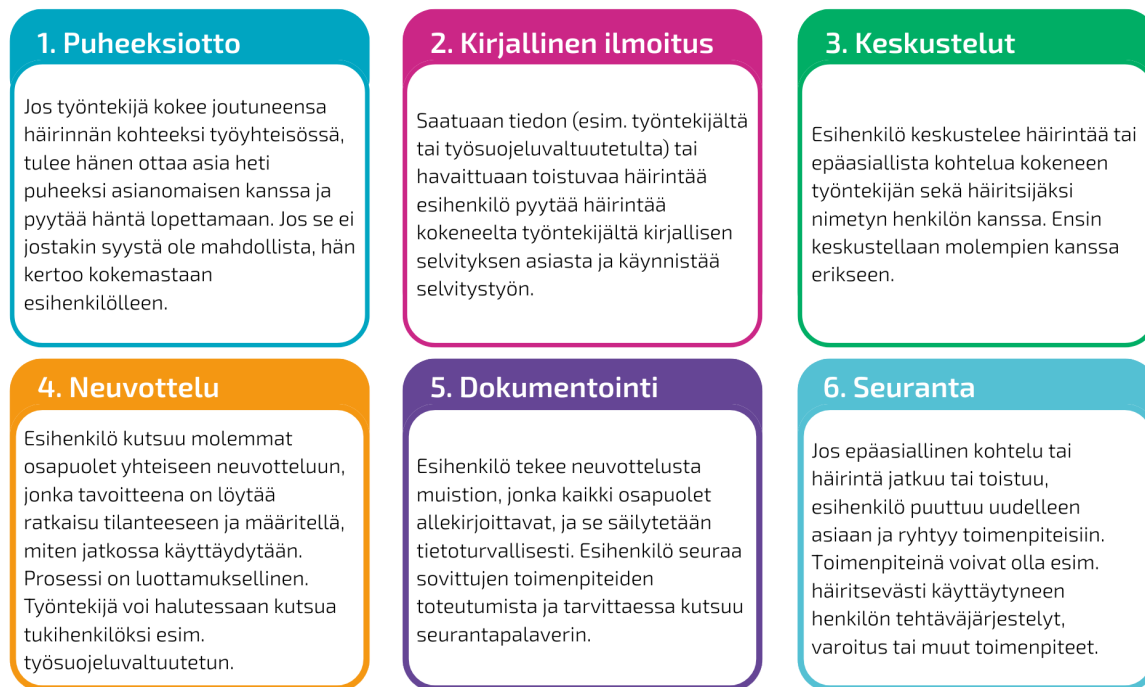 1. Puheeksiotto
Jos työntekijä kokee joutuneensa
häirinnän kohteeksi työyhteisössä,
tulee hänen ottaa asia heti
puheeksi asianomaisen kanssa ja
pyytää häntä lopettamaan. Jos se ei
jostakin syystä ole mahdollista, hän
kertoo kokemastaan
esihenkilölleen.
2. Kirjallinen ilmoitus
Saatuaan tiedon (esim. työntekijältä
tai työsuojeluvaltuutetulta) tai
havaittuaan toistuvaa häirintää
esihenkilö pyytää häirintää
kokeneelta työntekijältä kirjallisen
selvityksen asiasta ja käynnistää
selvitystyön.
3. Keskustelut
Esihenkilö keskustelee häirintää tai
epäasiallista kohtelua kokeneen
työntekijän sekä häiritsijäksi
nimetyn henkilön kanssa. Ensin
keskustellaan molempien kanssa
erikseen.
4. Neuvottelu
Esihenkilö kutsuu molemmat
osapuolet yhteiseen neuvotteluun,
jonka tavoitteena on löytää
ratkaisu tilanteeseen ja määritellä,
miten jatkossa käyttäydytään.
Prosessi on luottamuksellinen.
Työntekijä voi halutessaan kutsua
tukihenkilöksi esim.
työsuojeluvaltuutetun.
5. Dokumentointi
Esihenkilö tekee neuvottelusta
muistion, jonka kaikki osapuolet
allekirjoittavat, ja se säilytetään
tietoturvallisesti. Esihenkilö seuraa
sovittujen toimenpiteiden
toteutumista ja tarvittaessa kutsuu
seurantapalaverin.
6. Seuranta
Jos epäasiallinen kohtelu tai
häirintä jatkuu tai toistuu,
esihenkilö puuttuu uudelleen
asiaan ja ryhtyy toimenpiteisiin.
Toimenpiteinä voivat olla esim.
häiritsevästi käyttäytyneen
henkilön tehtäväjärjestelyt,
varoitus tai muut toimenpiteet.